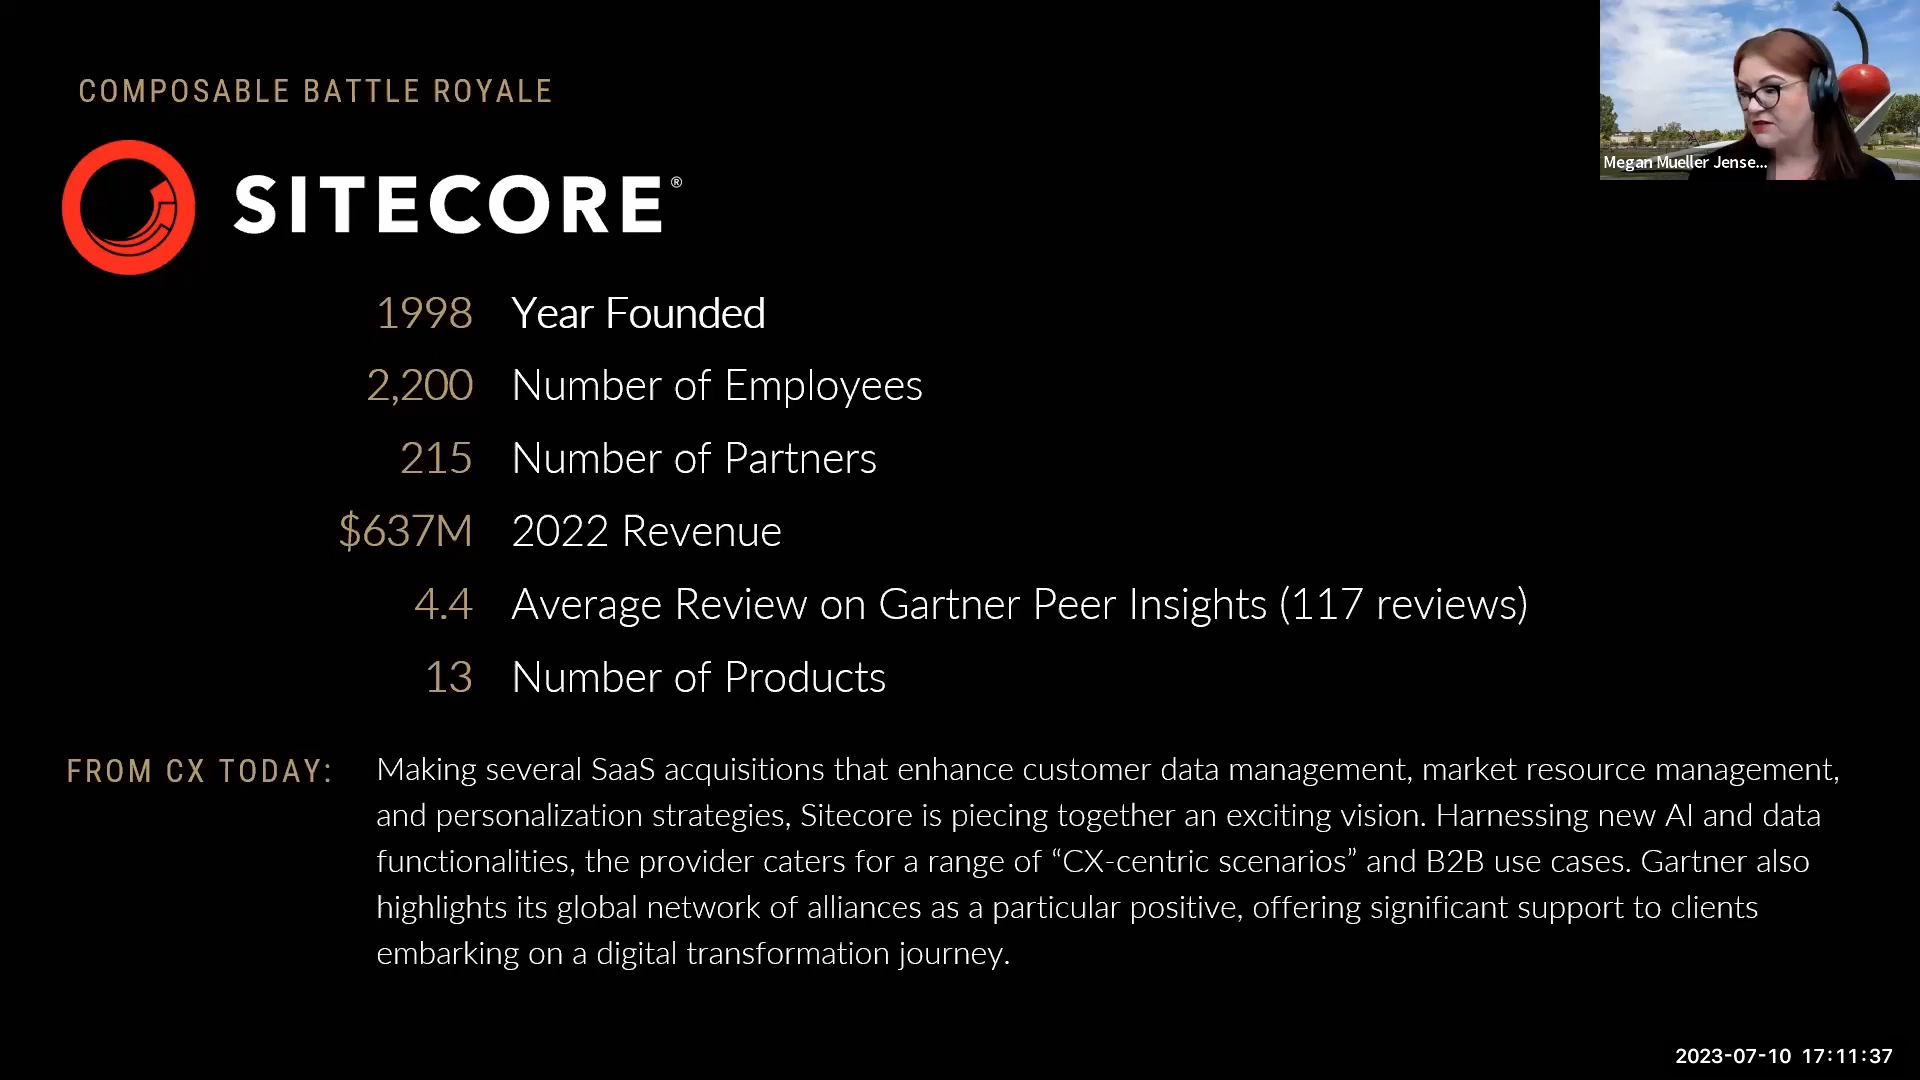 COMPOSABLE BATTLE ROYALE
SITECORE®
1998 Year Founded
2,200 Number of Employees
215 Number of Partners
$637M 2022 Revenue
4.4 Average Review on Gartner Peer Insights (117 reviews)
13 Number of Products
FROM CX TODAY: Making several SaaS acquisitions that enhance customer data management, market resource management,
and personalization strategies, Sitecore is piecing together an exciting vision. Harnessing new AI and data
functionalities, the provider caters for a range of “CX-centric scenarios” and B2B use cases. Gartner also
highlights its global network of alliances as a particular positive, offering significant support to clients
embarking on a digital transformation journey.
Megan Mueller Jense...
2023-07-10 17:11:37